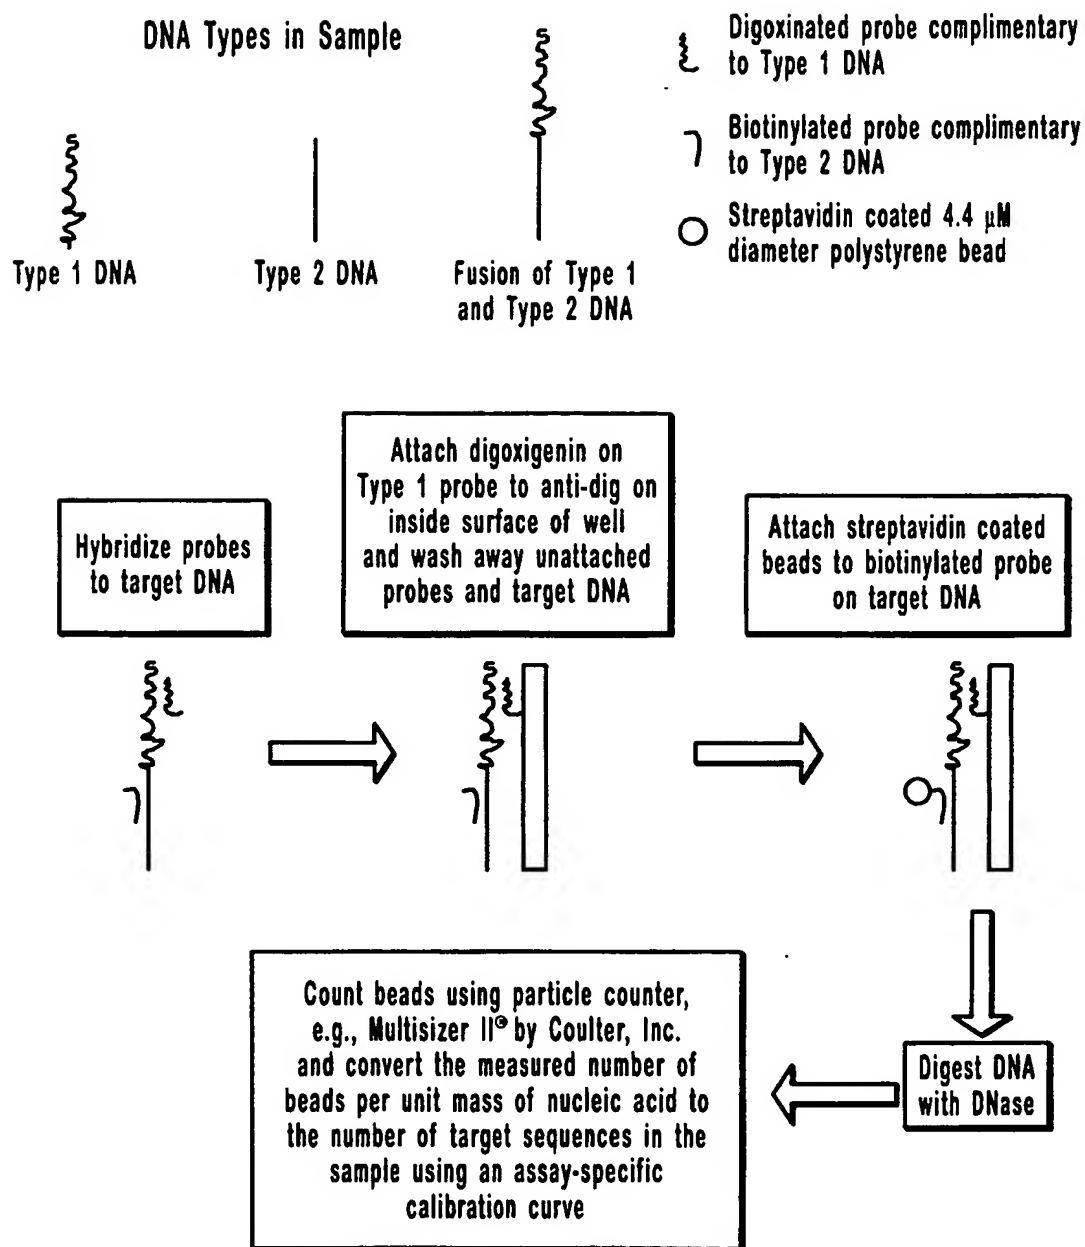 DNA Types in Sample
Type 1 DNA
Type 2 DNA
Fusion of Type 1
and Type 2 DNA
Digoxinated probe complimentary
to Type 1 DNA
Biotinylated probe complimentary
to Type 2 DNA
Streptavidin coated 4.4 µM
diameter polystyrene bead
Hybridize probes
to target DNA
Attach digoxigenin on
Type 1 probe to anti-dig on
inside surface of well
and wash away unattached
probes and target DNA
Attach streptavidin coated
beads to biotinylated probe
on target DNA
Digest DNA
with DNase
Count beads using particle counter,
e.g., Multisizer II® by Coulter, Inc.
and convert the measured number of
beads per unit mass of nucleic acid to
the number of target sequences in the
sample using an assay-specific
calibration curve